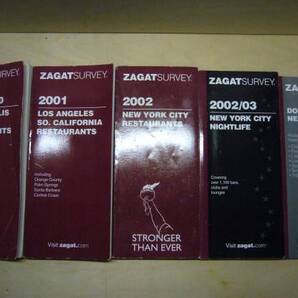 ZAGATSURVEY
2001
LOS ANGELES
SO. CALIFORNIA
RESTAURANTS
including
Orange County
Palm Springs
Santa Barbara
Central Coast
Visit zagat.com
ZAGATSURVEY
2002
NEW YORK CITY
RESTAURANTS
STRONGER
THAN EVER
ZAGATSURVEY
2002/03
NEW YORK CITY
NIGHTLIFE
Covering
over 1,100 bars,
clubs and
lounges
Visit zagat.com
ZAGA